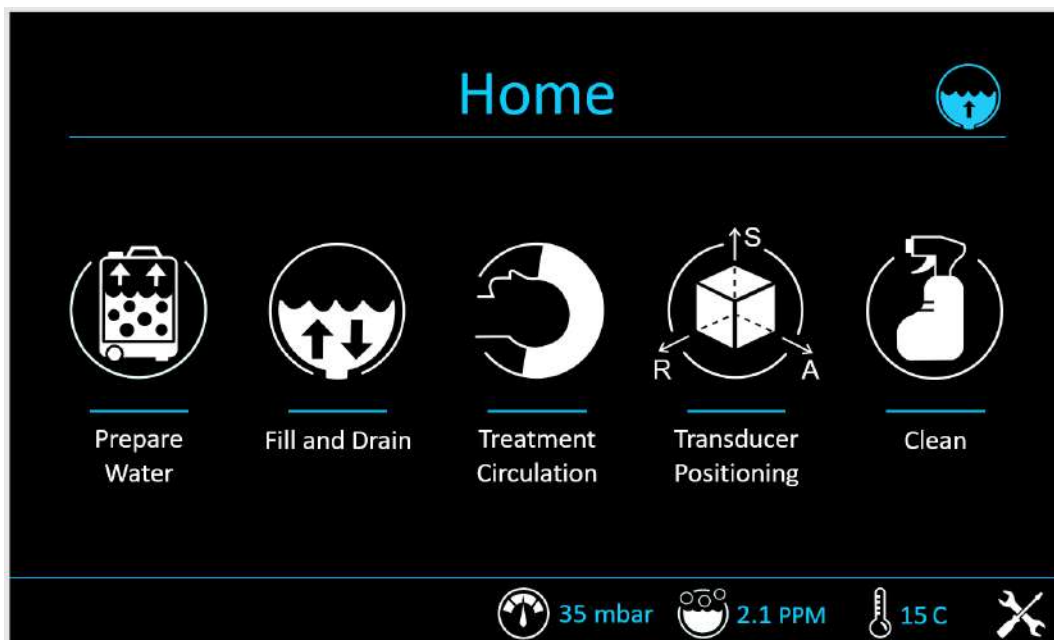 Home
S
R
A
Prepare
Water
Fill and Drain
Treatment
Circulation
Transducer
Positioning
Clean
35 mbar
2.1 PPM
15 C